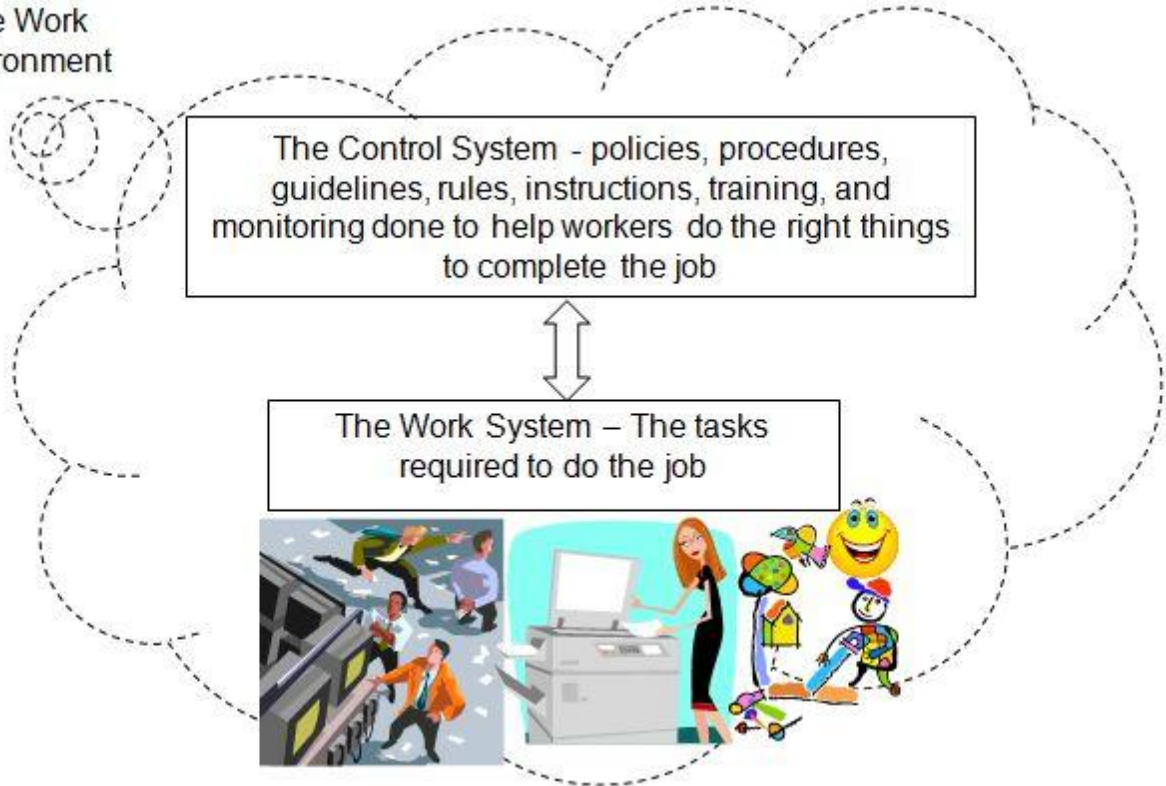 e Work
ronment
The Control System - policies, procedures,
guidelines, rules, instructions, training, and
monitoring done to help workers do the right things
to complete the job
The Work System – The tasks
required to do the job